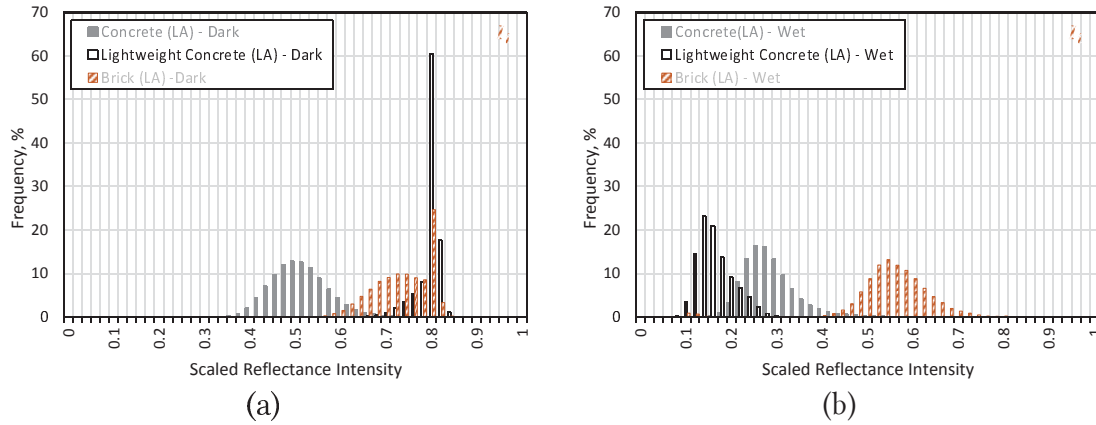 70
60
50
40
30
20
10
0
Frequency, %
Concrete (LA) - Dark
Lightweight Concrete (LA) - Dark
Brick (LA) -Dark
0 0.1 0.2 0.3 0.4 0.5 0.6 0.7 0.8 0.9 1
Scaled Reflectance Intensity
(a)
70
60
50
40
30
20
10
0
Frequency, %
Concrete(LA) - Wet
Lightweight Concrete (LA) - Wet
Brick (LA) - Wet
0 0.1 0.2 0.3 0.4 0.5 0.6 0.7 0.8 0.9 1
Scaled Reflectance Intensity
(b)